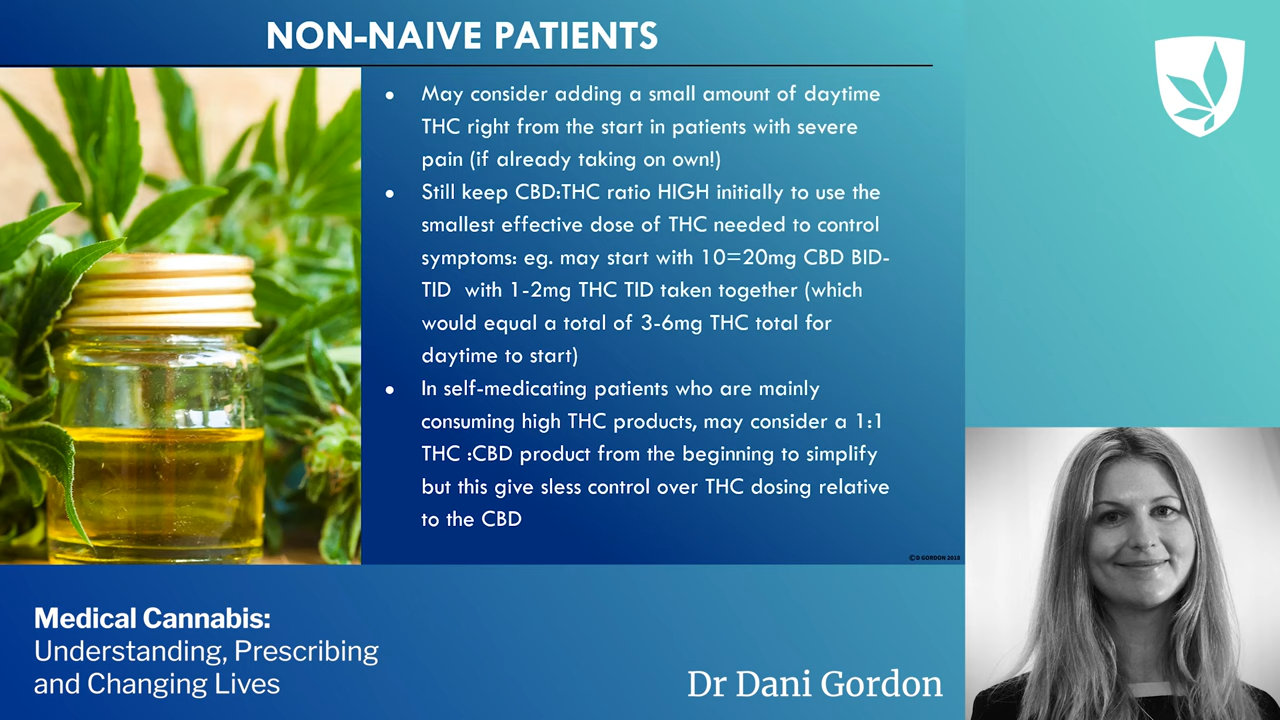 NON-NAIVE PATIENTS
• May consider adding a small amount of daytime
THC right from the start in patients with severe
pain (if already taking on own!)
• Still keep CBD:THC ratio HIGH initially to use the
smallest effective dose of THC needed to control
symptoms: eg. may start with 10=20mg CBD BID-
TID with 1-2mg THC TID taken together (which
would equal a total of 3-6mg THC total for
daytime to start)
• In self-medicating patients who are mainly
consuming high THC products, may consider a 1:1
THC :CBD product from the beginning to simplify
but this give sless control over THC dosing relative
to the CBD
©D GORDON 2018
Medical Cannabis:
Understanding, Prescribing
and Changing Lives
Dr Dani Gordon